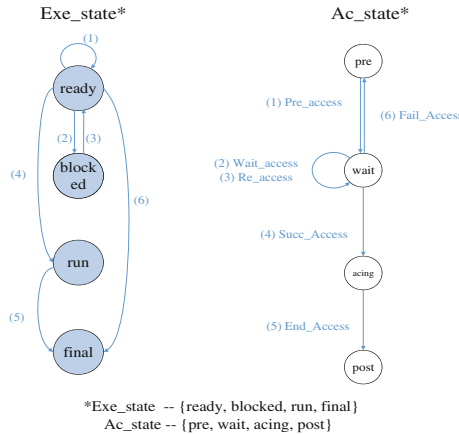 Exe_state*
Ac_state*
(1)
ready
(2)
(3)
block
ed
(4)
(6)
run
(5)
final
pre
(1) Pre_access
(6) Fail_Access
(2) Wait_access
(3) Re_access
wait
(4) Succ_Access
acing
(5) End_Access
post
*Exe_state -- {ready, blocked, run, final}
Ac_state -- {pre, wait, acing, post}